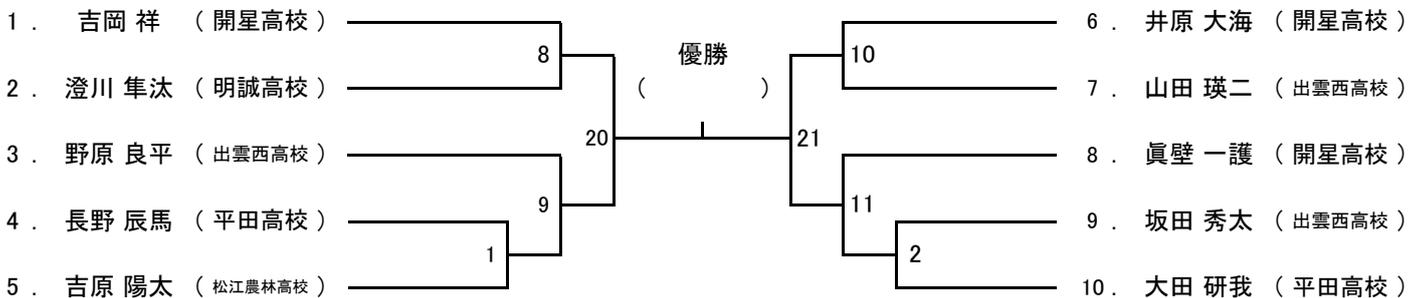 1 . 吉岡 祥 ( 開星高校 )
2 . 澄川 隼汰 ( 明誠高校 )
3 . 野原 良平 ( 出雲西高校 )
4 . 長野 辰馬 ( 平田高校 )
5 . 吉原 陽太 ( 松江農林高校 )
8
9
1
20
優勝
( )
21
10
11
2
6 . 井原 大海 ( 開星高校 )
7 . 山田 瑛二 ( 出雲西高校 )
8 . 眞壁 一護 ( 開星高校 )
9 . 坂田 秀太 ( 出雲西高校 )
10 . 大田 研我 ( 平田高校 )